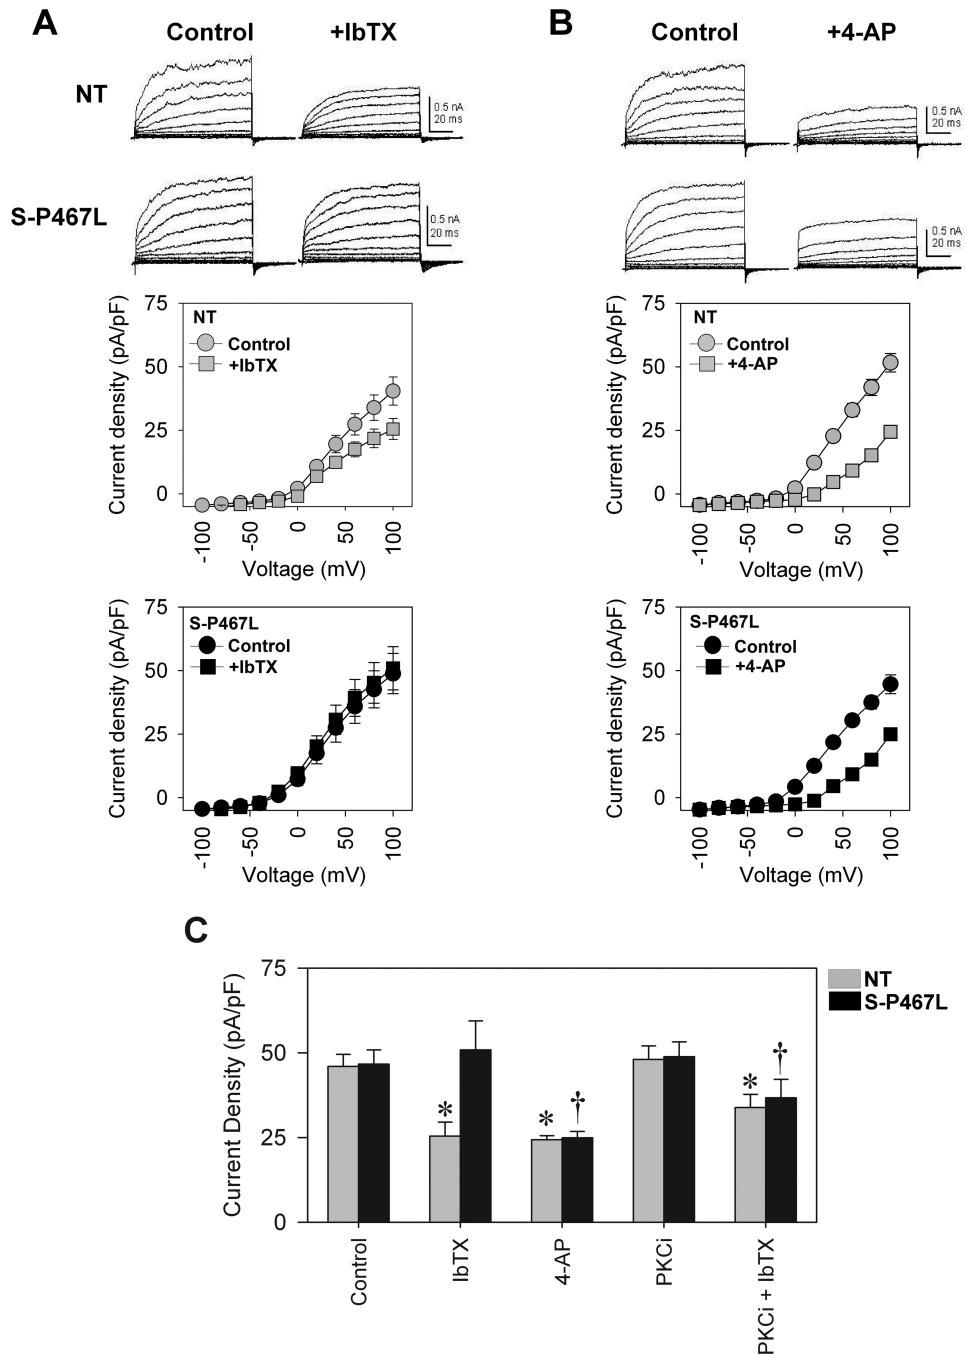 A
B
Control
+IbTX
Control
+4-AP
NT
0.5 nA
20 ms
0.5 nA
20 ms
S-P467L
0.5 nA
20 ms
0.5 nA
20 ms
Current density (pA/pF)
75
50
25
0
NT
Control
+IbTX
-100
-50
0
50
100
Voltage (mV)
Current density (pA/pF)
75
50
25
0
NT
Control
+4-AP
-100
-50
0
50
100
Voltage (mV)
Current density (pA/pF)
75
50
25
0
S-P467L
Control
+IbTX
-100
-50
0
50
100
Voltage (mV)
Current density (pA/pF)
75
50
25
0
S-P467L
Control
+4-AP
-100
-50
0
50
100
Voltage (mV)
C
Current Density (pA/pF)
75
50
25
0
NT
S-P467L
*
* †
* †
Control
IbTX
4-AP
PKCi
PKCi + IbTX